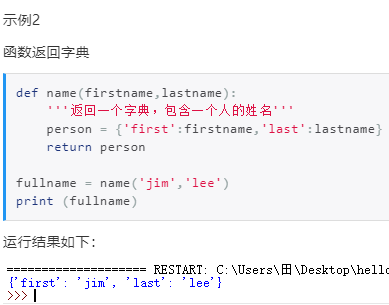 示例2
函数返回字典
def name(firstname,lastname):
    '''返回一个字典，包含一个人的姓名'''
    person = {'first':firstname,'last':lastname}
    return person
fullname = name('jim','lee')
print (fullname)
运行结果如下：
==================== RESTART: C:\Users\田\Desktop\hello
{'first': 'jim', 'last': 'lee'}
>>>